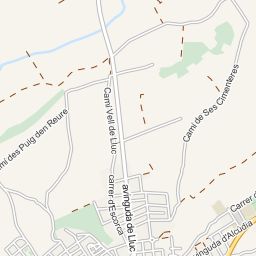 Camí Vell de Lluc
Camí de Ses Cimenteres
Camí des Puig den Reure
carrer d'Escorca
avinguda de Lluc
Carrer d
avinguda d'Alcúdia